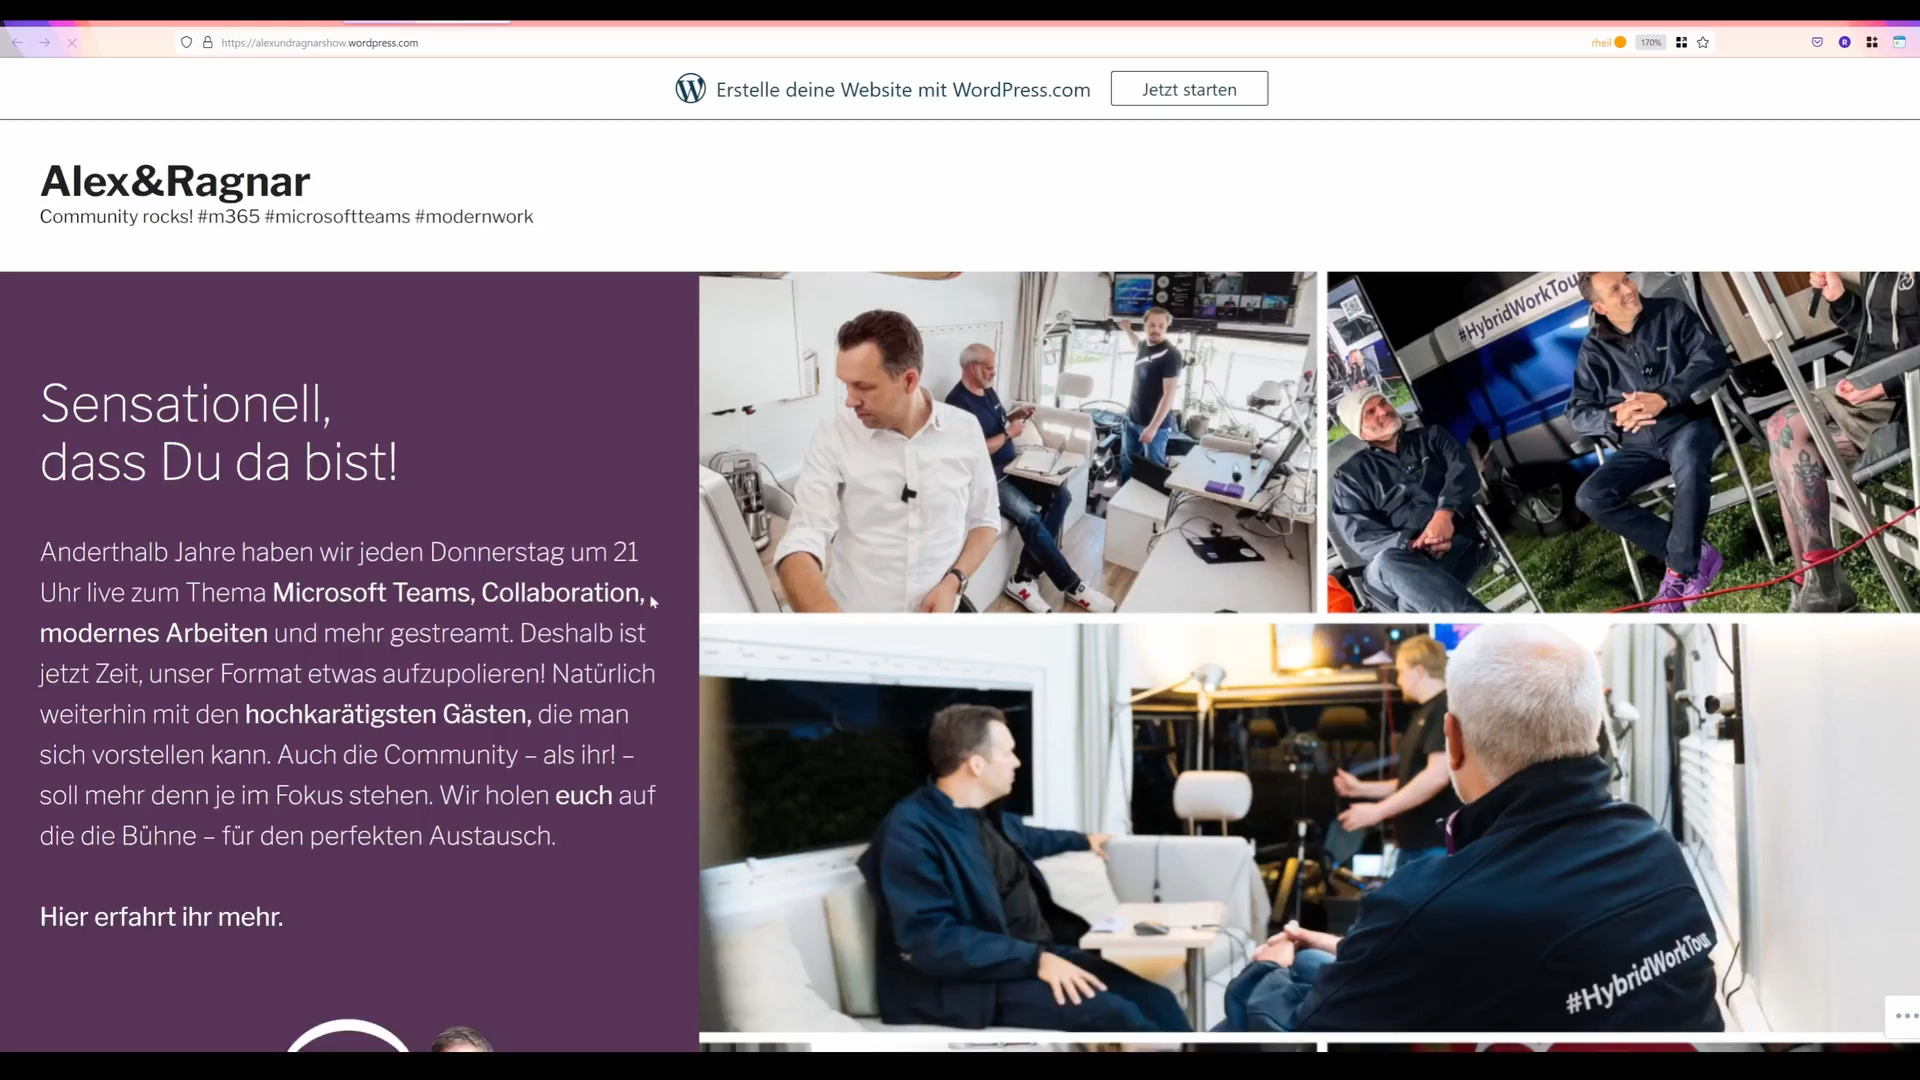 https://alexundragnarshow.wordpress.com
rheil
170%
Erstelle deine Website mit WordPress.com
Jetzt starten
Alex&Ragnar
Community rocks! #m365 #microsoftteams #modernwork
Sensationell,
dass Du da bist!
Anderthalb Jahre haben wir jeden Donnerstag um 21
Uhr live zum Thema Microsoft Teams, Collaboration,
modernes Arbeiten und mehr gestreamt. Deshalb ist
jetzt Zeit, unser Format etwas aufzupolieren! Natürlich
weiterhin mit den hochkarätigsten Gästen, die man
sich vorstellen kann. Auch die Community – als ihr! –
soll mehr denn je im Fokus stehen. Wir holen euch auf
die die Bühne – für den perfekten Austausch.
Hier erfahrt ihr mehr.
#HybridWorkTou
#HybridWorkTour